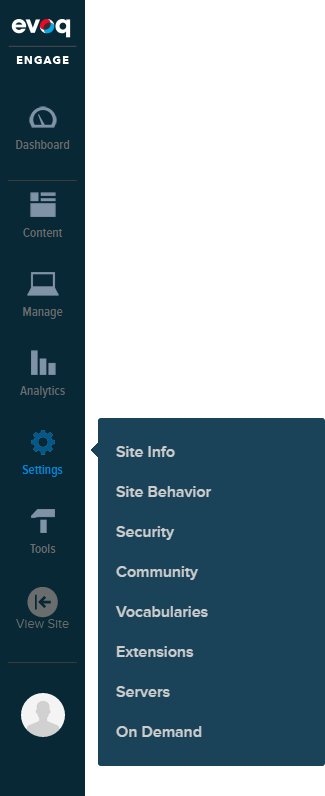 evoq
ENGAGE
Dashboard
Content
Manage
Analytics
Settings
Tools
View Site
Site Info
Site Behavior
Security
Community
Vocabularies
Extensions
Servers
On Demand